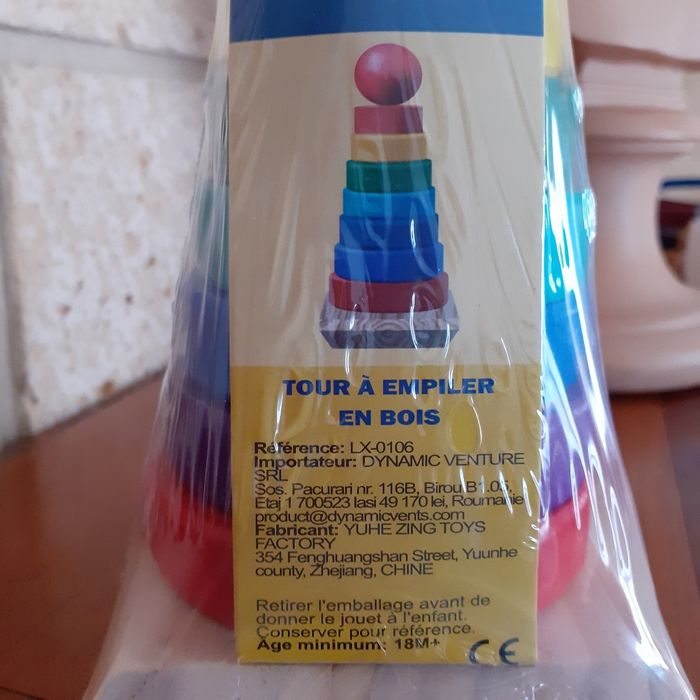 TOUR À EMPILER
EN BOIS
Référence: LX-0106
Importateur: DYNAMIC VENTURE
SRL
Sos. Pacurari nr. 116B, Birou B1.05,
Etaj 1 700523 Iasi 49 170 lei, Roumanie
product@dynamicvents.com
Fabricant: YUHE ZING TOYS
FACTORY
354 Fenghuangshan Street, Yuunhe
county, Zhejiang, CHINE
Retirer l'emballage avant de
donner le jouet à l'enfant.
Conserver pour référence.
Âge minimum: 18M+
CE